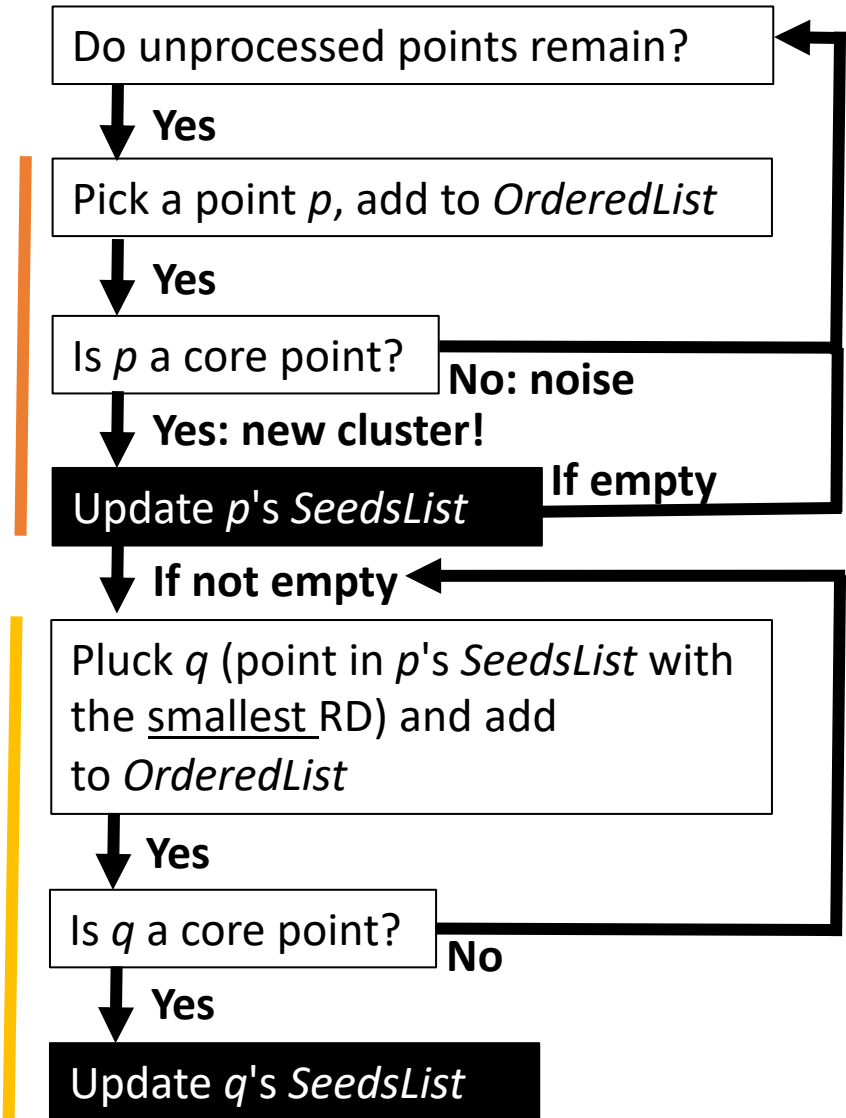 Do unprocessed points remain?
Yes
Pick a point p, add to OrderedList
Yes
Is p a core point?
No: noise
Yes: new cluster!
If empty
Update p's SeedsList
If not empty
Pluck q (point in p's SeedsList with
the smallest RD) and add
to OrderedList
Yes
Is q a core point?
No
Yes
Update q's SeedsList